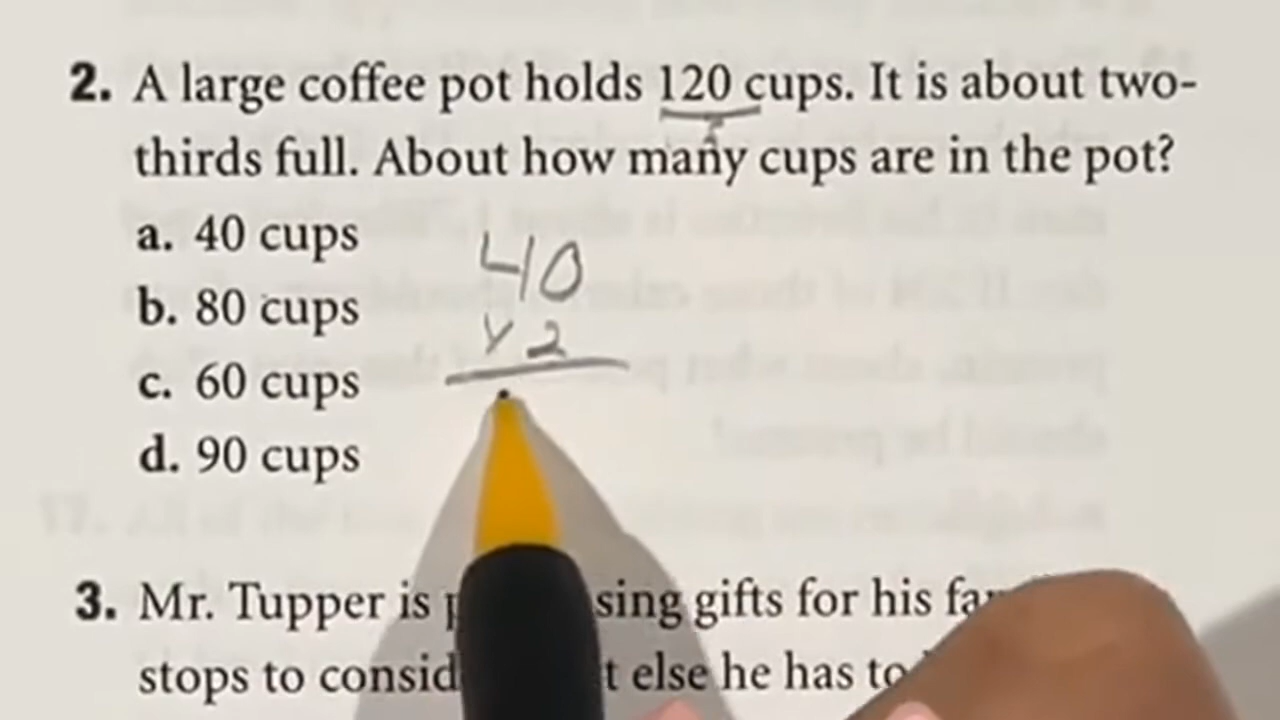 2. A large coffee pot holds 120 cups. It is about two-
thirds full. About how many cups are in the pot?
a. 40 cups
b. 80 cups
c. 60 cups
d. 90 cups
40
x 2
3. Mr. Tupper is sing gifts for his
stops to consid t else he has to